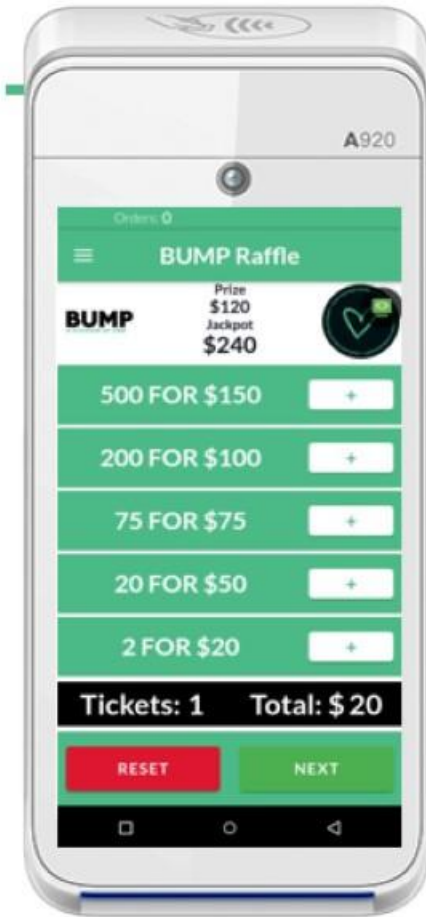 A920
Orders: 0
BUMP Raffle
Prize
$120
Jackpot
$240
BUMP
500 FOR $150 +
200 FOR $100 +
75 FOR $75 +
20 FOR $50 +
2 FOR $20 +
Tickets: 1 Total: $20
RESET NEXT